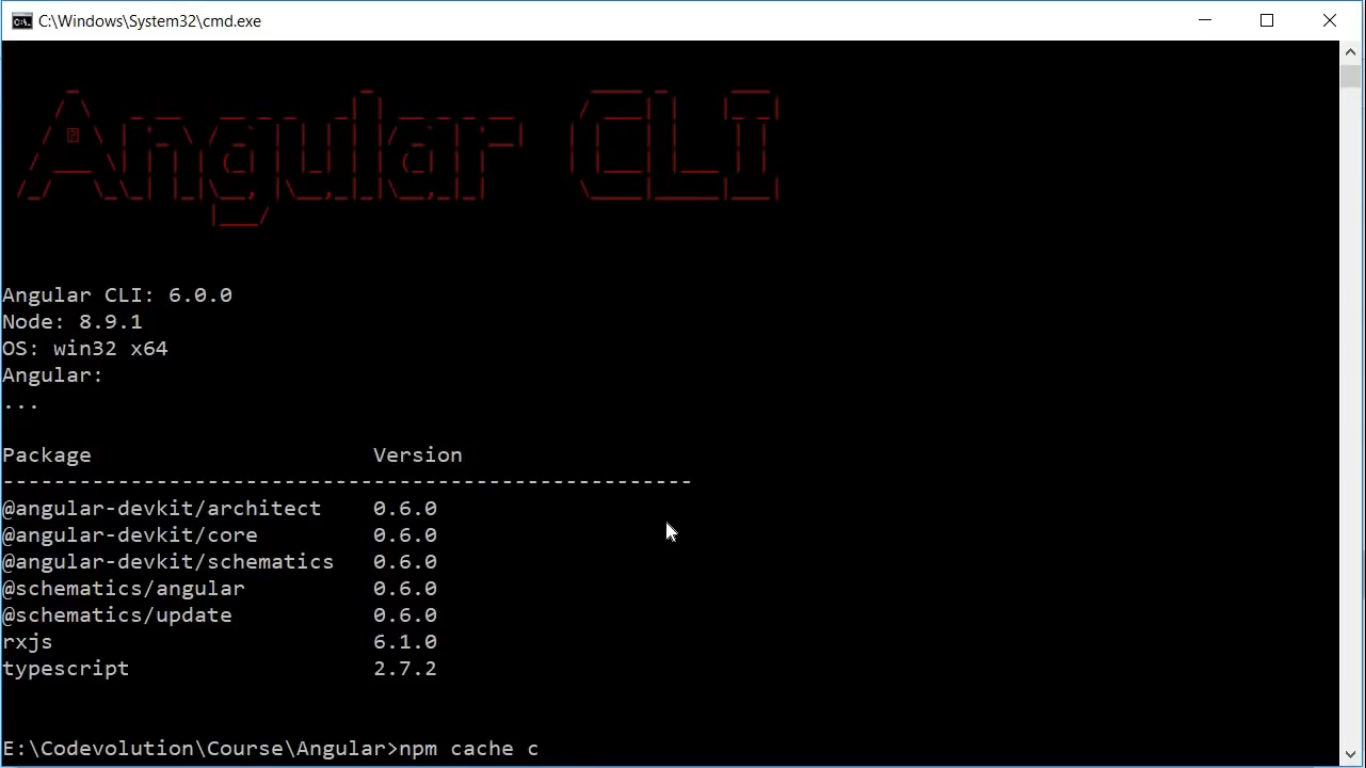 C:\Windows\System32\cmd.exe
Angular CLI
Angular CLI: 6.0.0
Node: 8.9.1
OS: win32 x64
Angular:
...
Package Version
------------------------------------------------------
@angular-devkit/architect 0.6.0
@angular-devkit/core 0.6.0
@angular-devkit/schematics 0.6.0
@schematics/angular 0.6.0
@schematics/update 0.6.0
rxjs 6.1.0
typescript 2.7.2
E:\Codevolution\Course\Angular>npm cache c